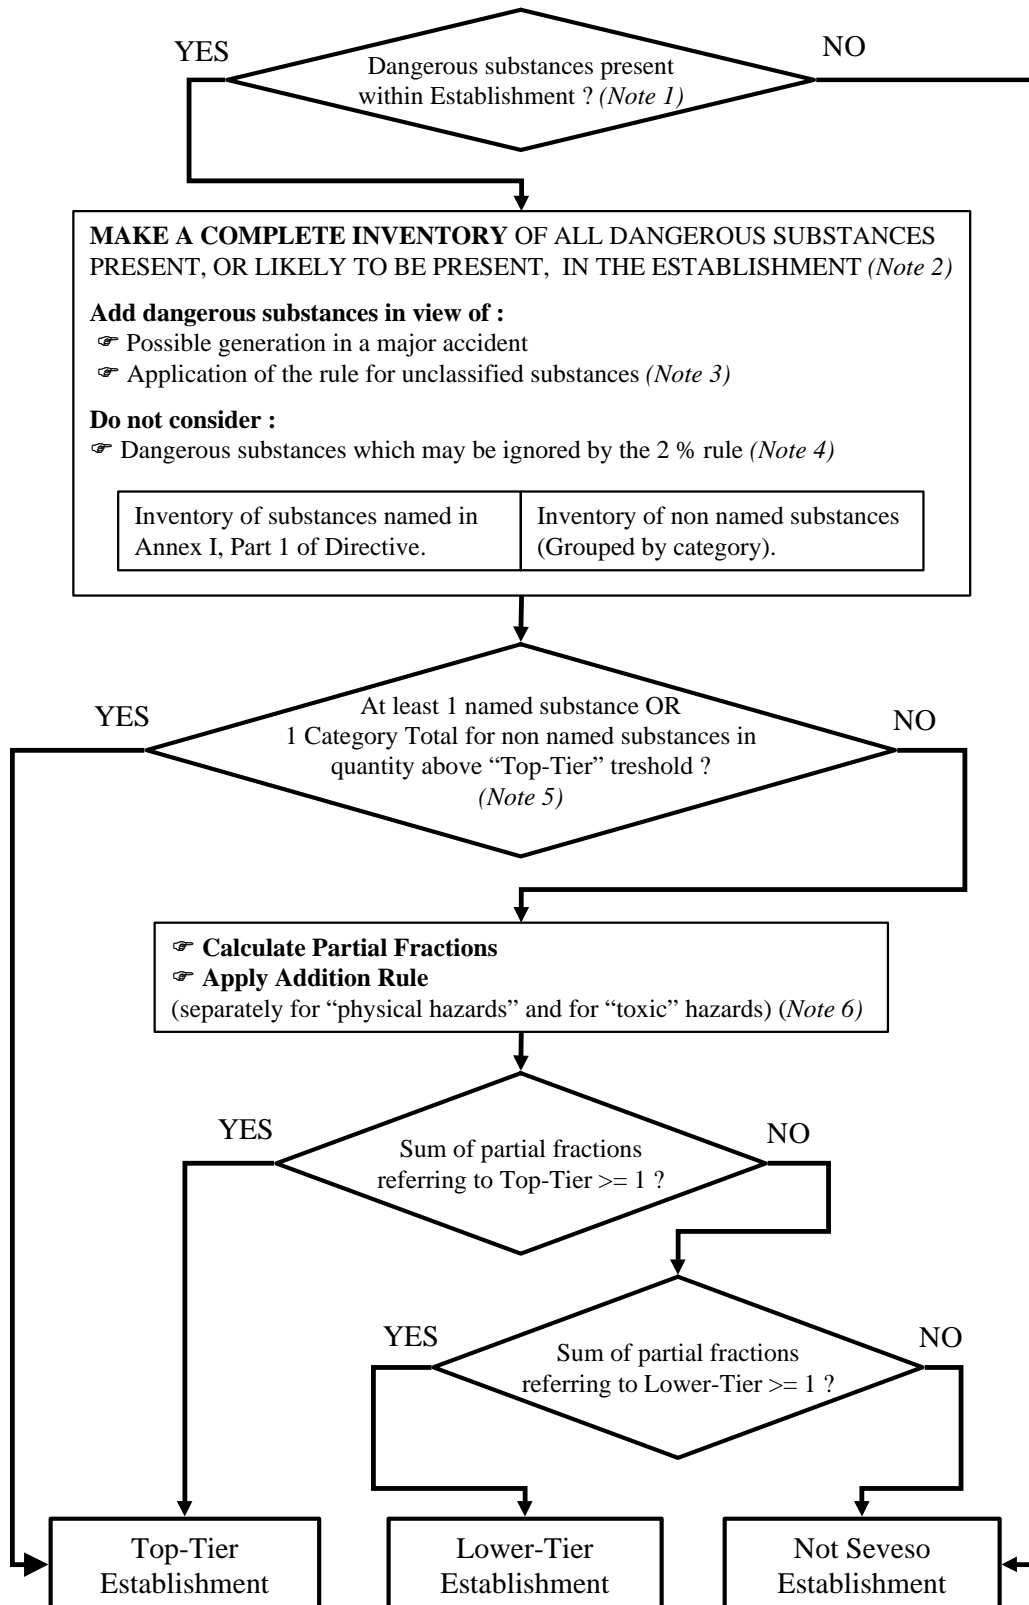 YES
NO
Dangerous substances present
within Establishment ? (Note 1)
MAKE A COMPLETE INVENTORY OF ALL DANGEROUS SUBSTANCES
PRESENT, OR LIKELY TO BE PRESENT, IN THE ESTABLISHMENT (Note 2)
Add dangerous substances in view of :
☞ Possible generation in a major accident
☞ Application of the rule for unclassified substances (Note 3)
Do not consider :
☞ Dangerous substances which may be ignored by the 2 % rule (Note 4)
Inventory of substances named in
Annex I, Part 1 of Directive.
Inventory of non named substances
(Grouped by category).
YES
NO
At least 1 named substance OR
1 Category Total for non named substances in
quantity above “Top-Tier” treshold ?
(Note 5)
☞ Calculate Partial Fractions
☞ Apply Addition Rule
(separately for “physical hazards” and for “toxic” hazards) (Note 6)
YES
NO
Sum of partial fractions
referring to Top-Tier >= 1 ?
YES
NO
Sum of partial fractions
referring to Lower-Tier >= 1 ?
Top-Tier
Establishment
Lower-Tier
Establishment
Not Seveso
Establishment